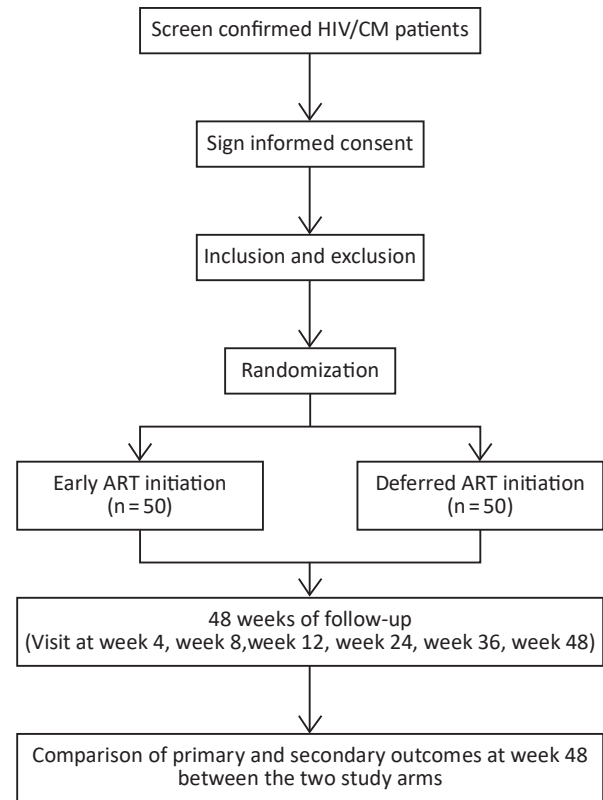 Screen confirmed HIV/CM patients
Sign informed consent
Inclusion and exclusion
Randomization
Early ART initiation
(n = 50)
Deferred ART initiation
(n = 50)
48 weeks of follow-up
(Visit at week 4, week 8,week 12, week 24, week 36, week 48)
Comparison of primary and secondary outcomes at week 48
between the two study arms